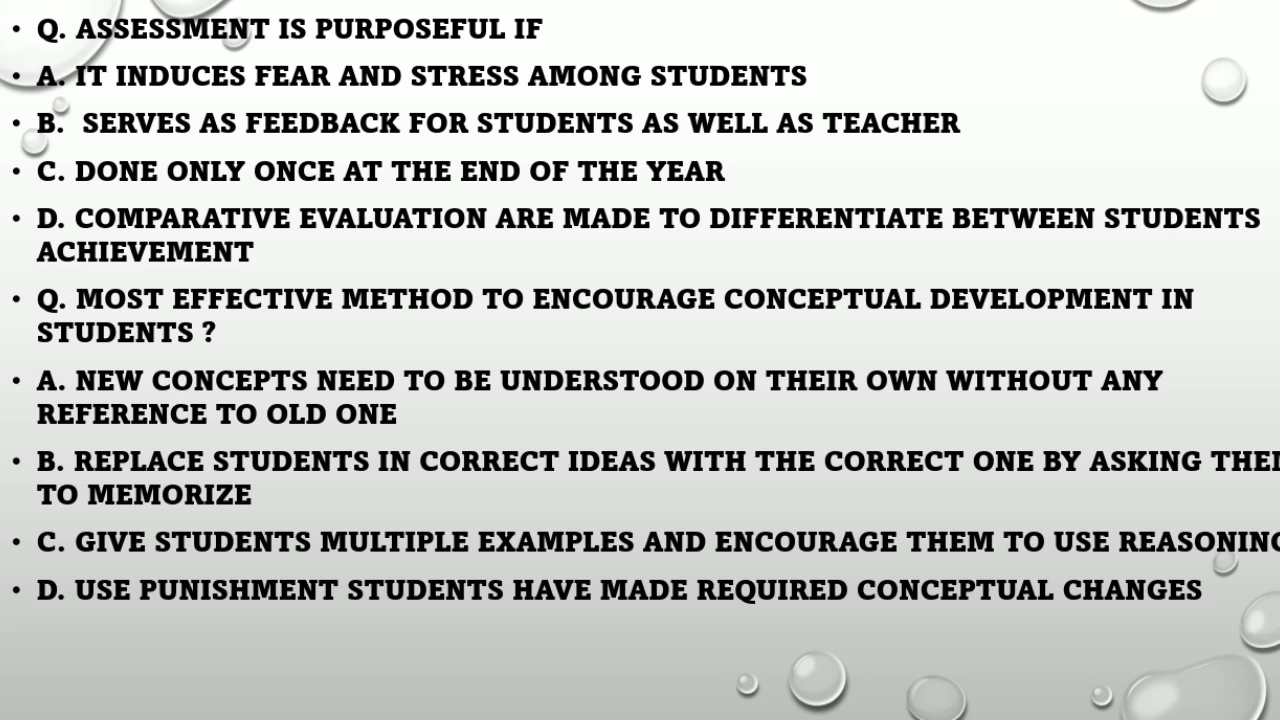 • Q. ASSESSMENT IS PURPOSEFUL IF
• A. IT INDUCES FEAR AND STRESS AMONG STUDENTS
• B. SERVES AS FEEDBACK FOR STUDENTS AS WELL AS TEACHER
• C. DONE ONLY ONCE AT THE END OF THE YEAR
• D. COMPARATIVE EVALUATION ARE MADE TO DIFFERENTIATE BETWEEN STUDENTS
ACHIEVEMENT
• Q. MOST EFFECTIVE METHOD TO ENCOURAGE CONCEPTUAL DEVELOPMENT IN
STUDENTS ?
• A. NEW CONCEPTS NEED TO BE UNDERSTOOD ON THEIR OWN WITHOUT ANY
REFERENCE TO OLD ONE
• B. REPLACE STUDENTS IN CORRECT IDEAS WITH THE CORRECT ONE BY ASKING THEM
TO MEMORIZE
• C. GIVE STUDENTS MULTIPLE EXAMPLES AND ENCOURAGE THEM TO USE REASONING
• D. USE PUNISHMENT STUDENTS HAVE MADE REQUIRED CONCEPTUAL CHANGES